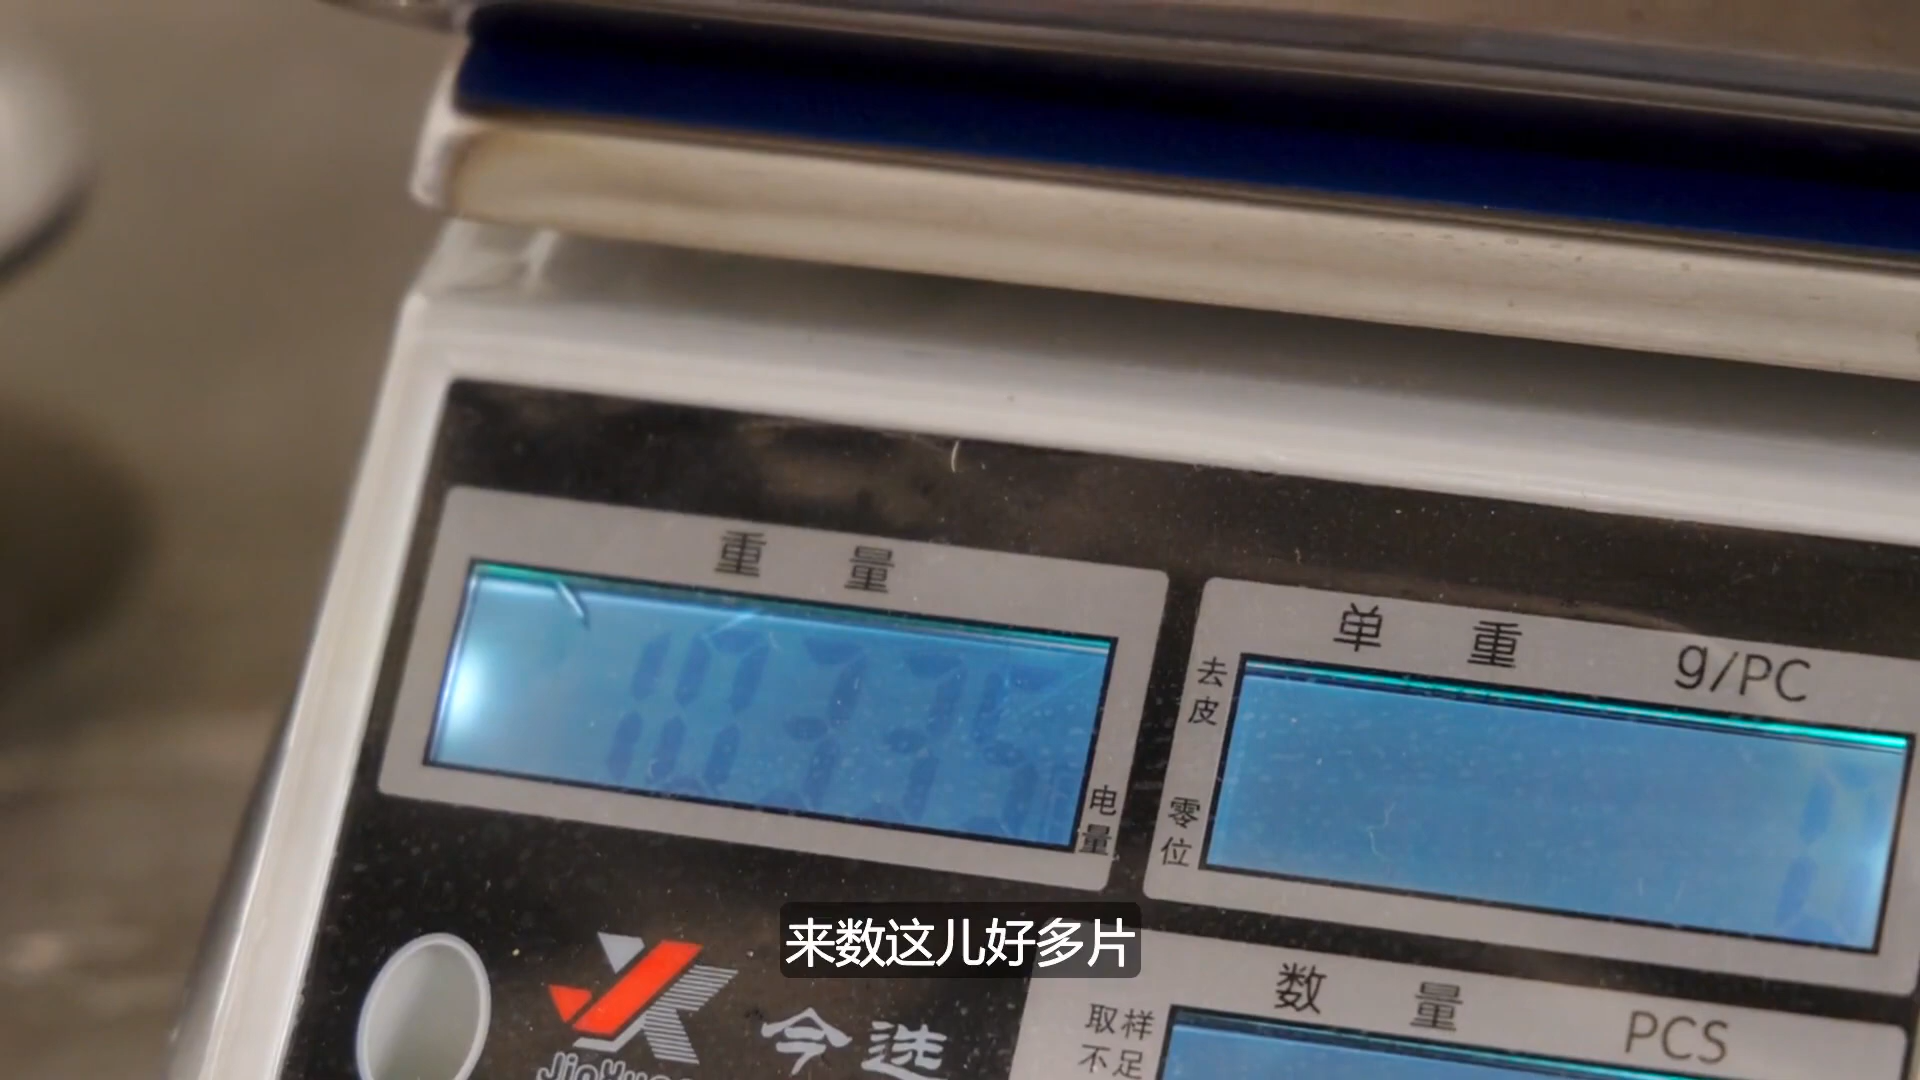 重 量
单 重 g/PC
去皮
零位
电量
来数这儿好多片
今选
数 量 PCS
取样
不足